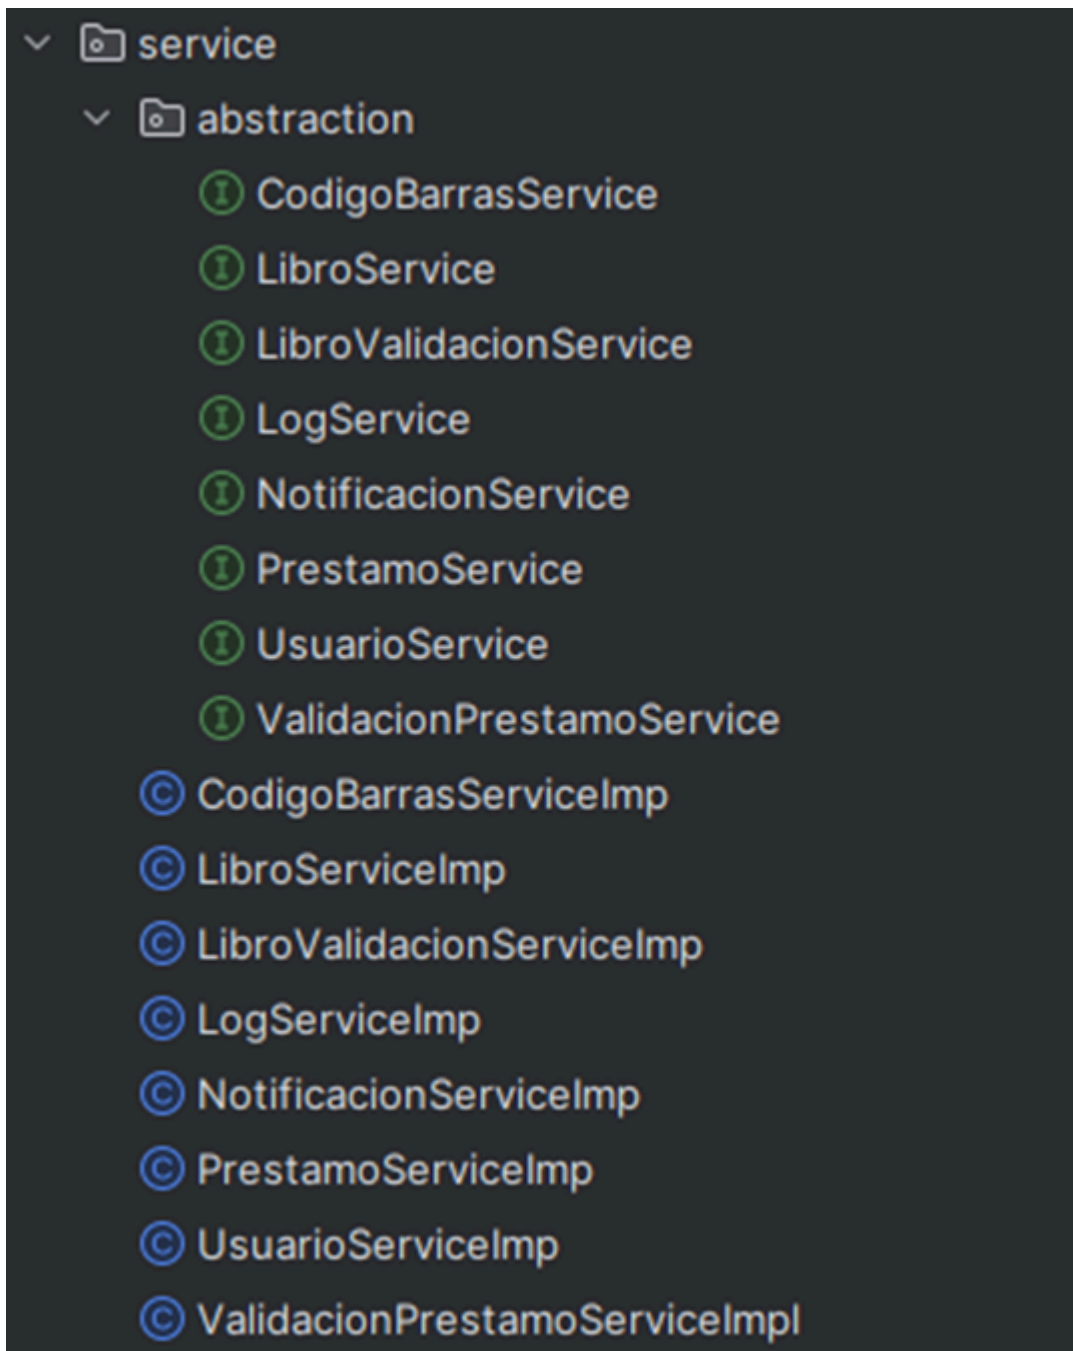 service
abstraction
CodigoBarrasService
LibroService
LibroValidacionService
LogService
NotificacionService
PrestamoService
UsuarioService
ValidacionPrestamoService
CodigoBarrasServiceImp
LibroServiceImp
LibroValidacionServiceImp
LogServiceImp
NotificacionServiceImp
PrestamoServiceImp
UsuarioServiceImp
ValidacionPrestamoServiceImpl